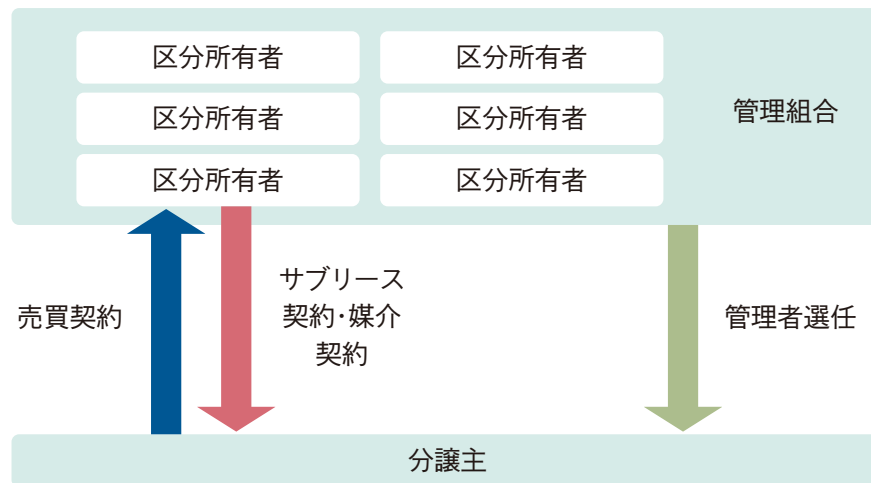 区分所有者 区分所有者
区分所有者 区分所有者
区分所有者 区分所有者
管理組合
売買契約
サブリース
契約・媒介
契約
管理者選任
分譲主